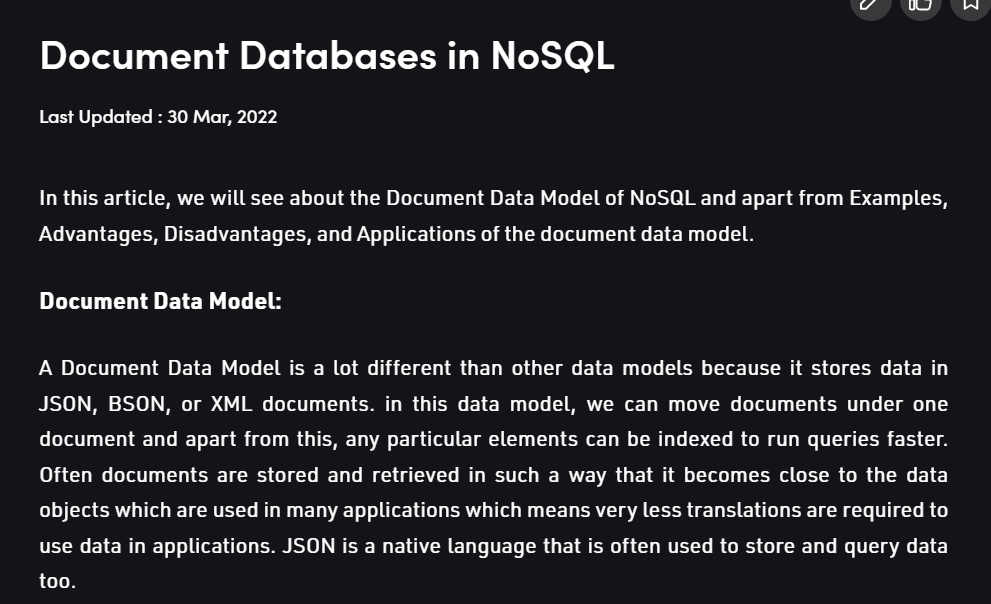 Document Databases in NoSQL
Last Updated : 30 Mar, 2022
In this article, we will see about the Document Data Model of NoSQL and apart from Examples,
Advantages, Disadvantages, and Applications of the document data model.
Document Data Model:
A Document Data Model is a lot different than other data models because it stores data in
JSON, BSON, or XML documents. in this data model, we can move documents under one
document and apart from this, any particular elements can be indexed to run queries faster.
Often documents are stored and retrieved in such a way that it becomes close to the data
objects which are used in many applications which means very less translations are required to
use data in applications. JSON is a native language that is often used to store and query data
too.